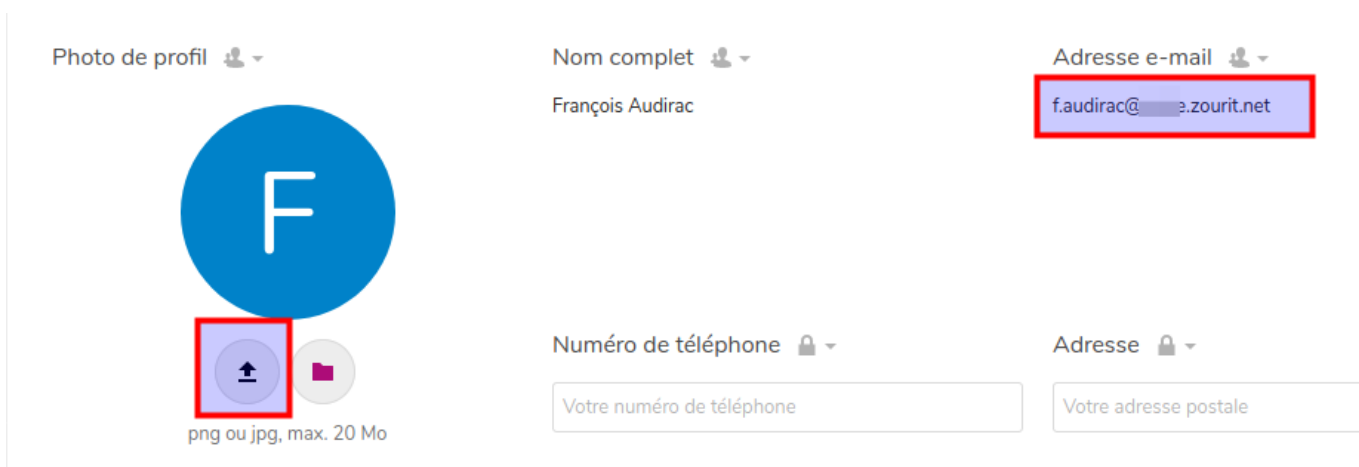 Photo de profil
Nom complet
Adresse e-mail
François Audirac
f.audirac@ e.zourit.net
F
Numéro de téléphone
Adresse
Votre numéro de téléphone
Votre adresse postale
png ou jpg, max. 20 Mo